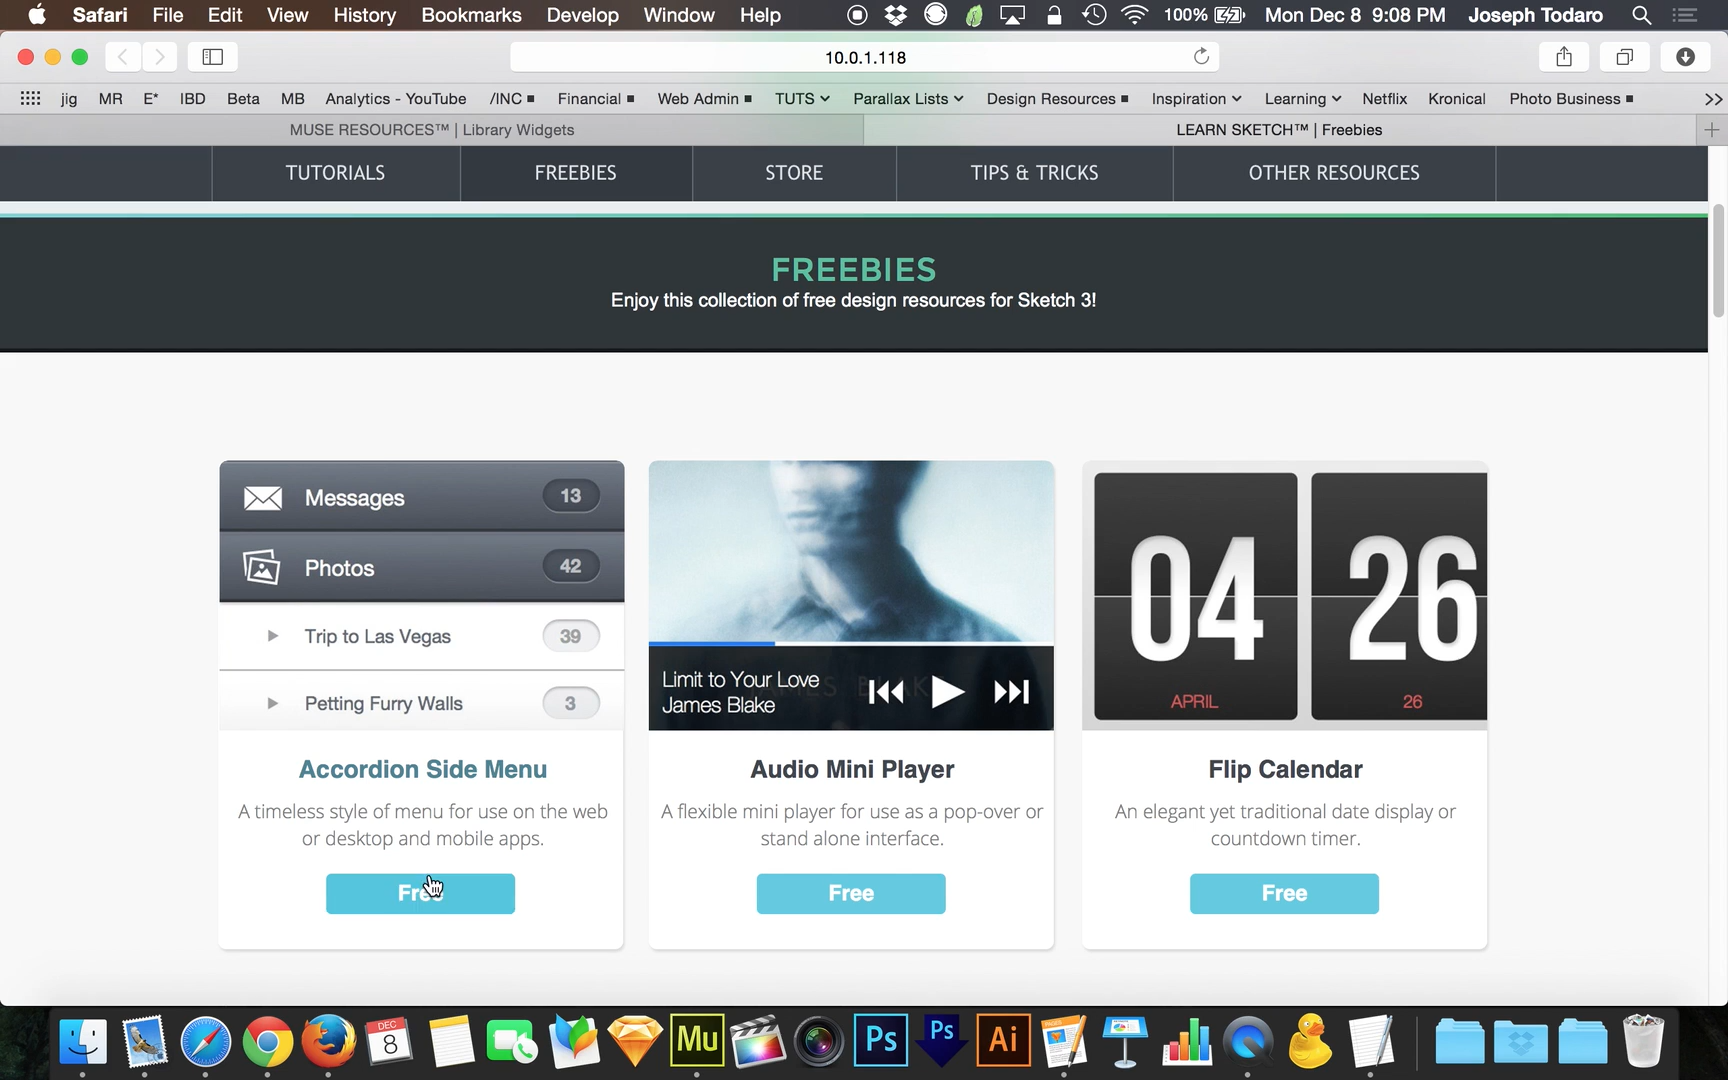 Safari File Edit View History Bookmarks Develop Window Help 100% Mon Dec 8 9:08 PM Joseph Todaro
10.0.1.118
jig MR E* IBD Beta MB Analytics - YouTube /INC Financial Web Admin TUTS Parallax Lists Design Resources Inspiration Learning Netflix Kronical Photo Business
MUSE RESOURCES™ | Library Widgets
LEARN SKETCH™ | Freebies
TUTORIALS FREEBIES STORE TIPS & TRICKS OTHER RESOURCES
FREEBIES
Enjoy this collection of free design resources for Sketch 3!
Messages 13
Photos 42
Trip to Las Vegas 39
Petting Furry Walls 3
Accordion Side Menu
A timeless style of menu for use on the web
or desktop and mobile apps.
Free
Limit to Your Love
James Blake
JAMES BLAKE
Audio Mini Player
A flexible mini player for use as a pop-over or
stand alone interface.
Free
04 26
APRIL 26
Flip Calendar
An elegant yet traditional date display or
countdown timer.
Free
DEC
8
Mu
Ps
Ps
Ai